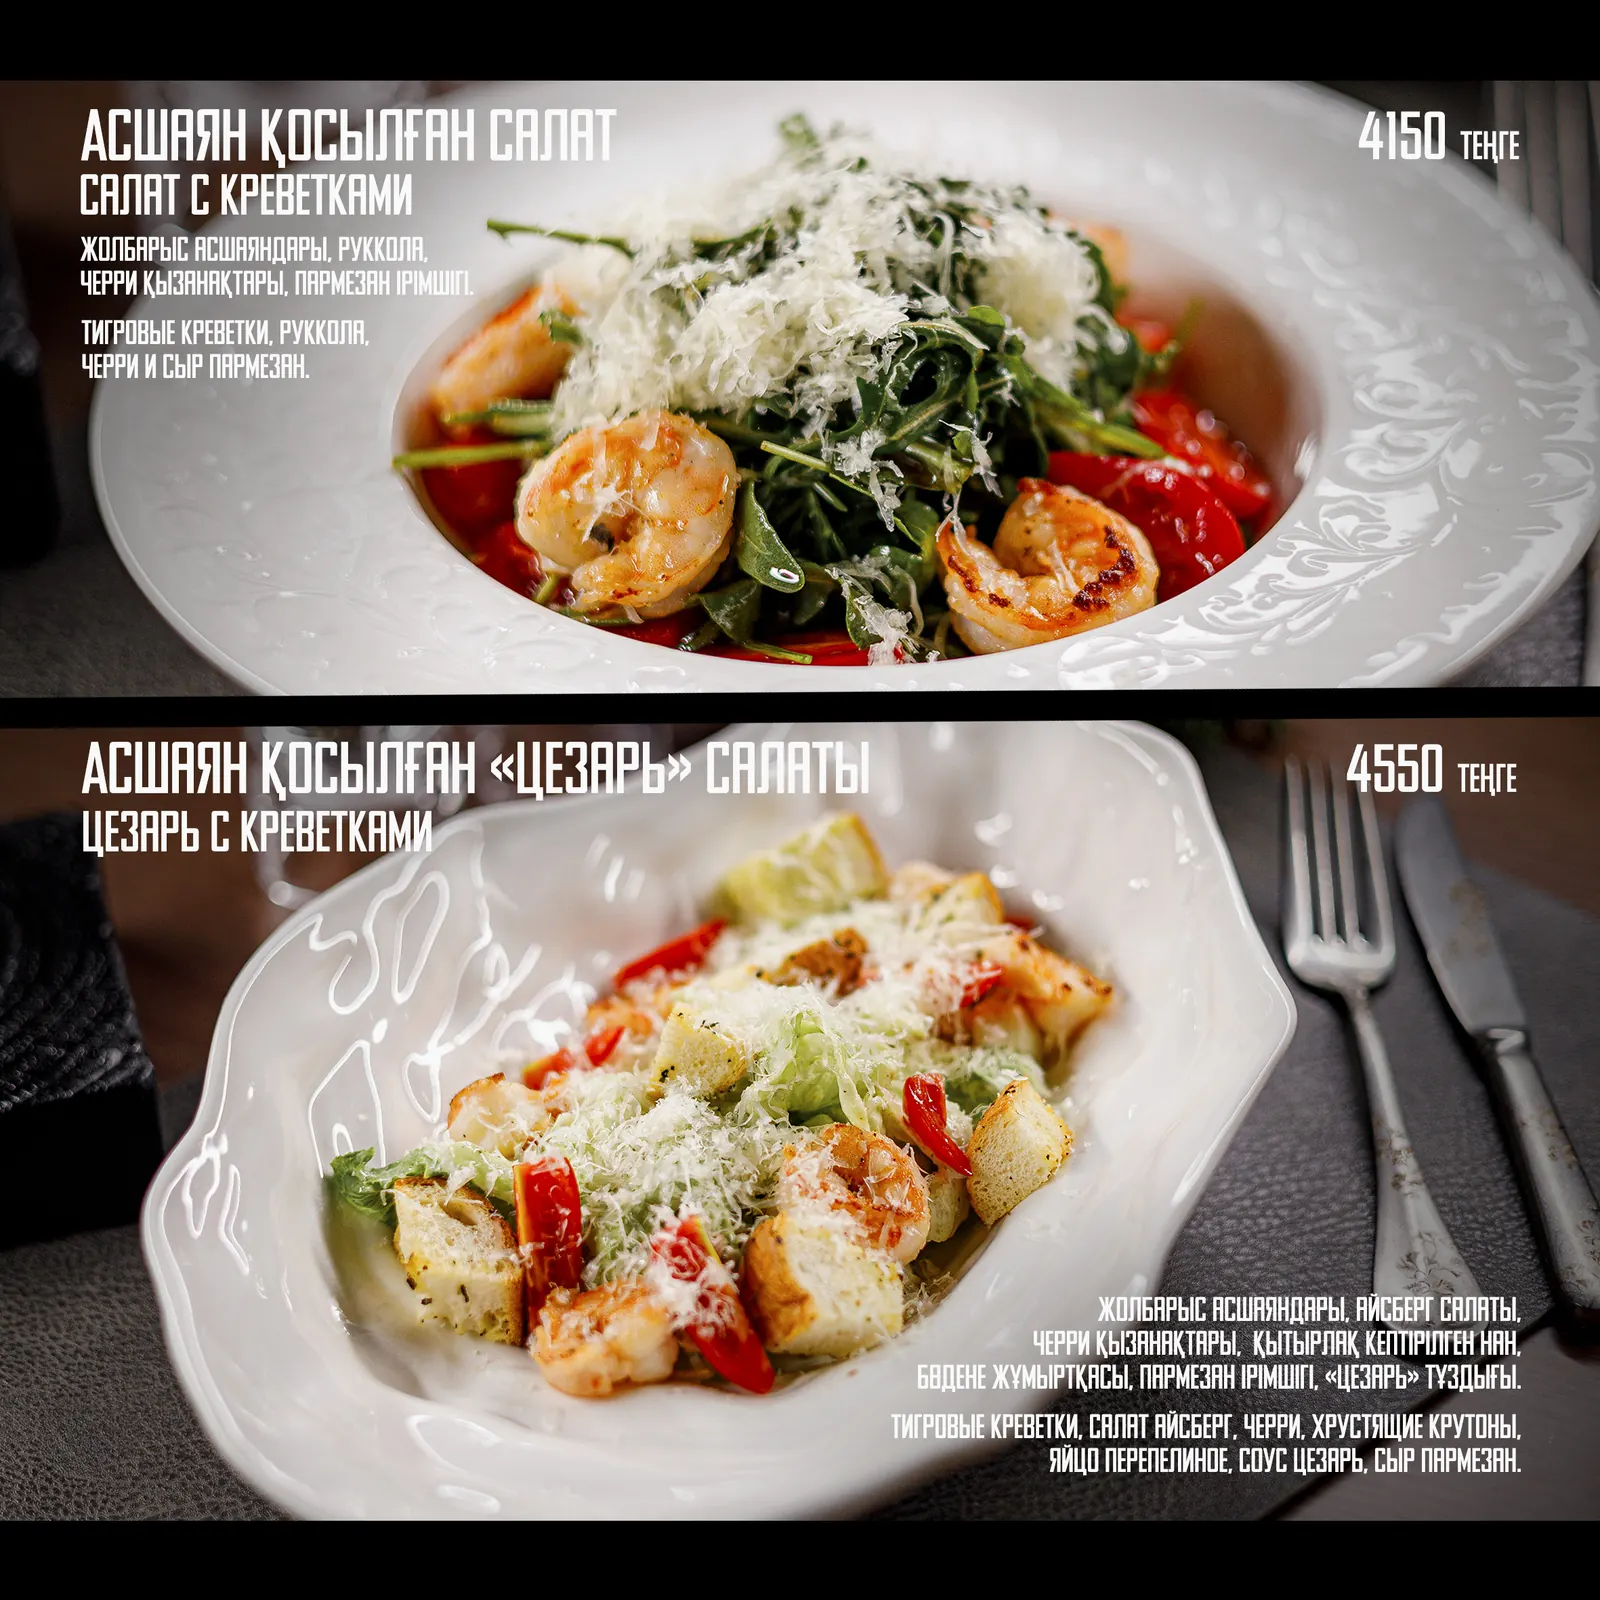 АСШАЯН ҚОСЫЛҒАН САЛАТ
4150 ТЕҢГЕ
САЛАТ С КРЕВЕТКАМИ
ЖОЛБАРЫС АСШАЯНДАРЫ, РУККОЛА,
ЧЕРРИ ҚЫЗАНАҚТАРЫ, ПАРМЕЗАН ІРІМШІГІ.
ТИГРОВЫЕ КРЕВЕТКИ, РУККОЛА,
ЧЕРРИ И СЫР ПАРМЕЗАН.
6
АСШАЯН ҚОСЫЛҒАН «ЦЕЗАРЬ» САЛАТЫ
4550 ТЕҢГЕ
ЦЕЗАРЬ С КРЕВЕТКАМИ
ЖОЛБАРЫС АСШАЯНДАРЫ, АЙСБЕРГ САЛАТЫ,
ЧЕРРИ ҚЫЗАНАҚТАРЫ, ҚЫТЫРЛАҚ КЕПТІРІЛГЕН НАН,
БӨДЕНЕ ЖҰМЫРТҚАСЫ, ПАРМЕЗАН ІРІМШІГІ, «ЦЕЗАРЬ» ТҰЗДЫҒЫ.
ТИГРОВЫЕ КРЕВЕТКИ, САЛАТ АЙСБЕРГ, ЧЕРРИ, ХРУСТЯЩИЕ КРУТОНЫ,
ЯЙЦО ПЕРЕПЕЛИНОЕ, СОУС ЦЕЗАРЬ, СЫР ПАРМЕЗАН.